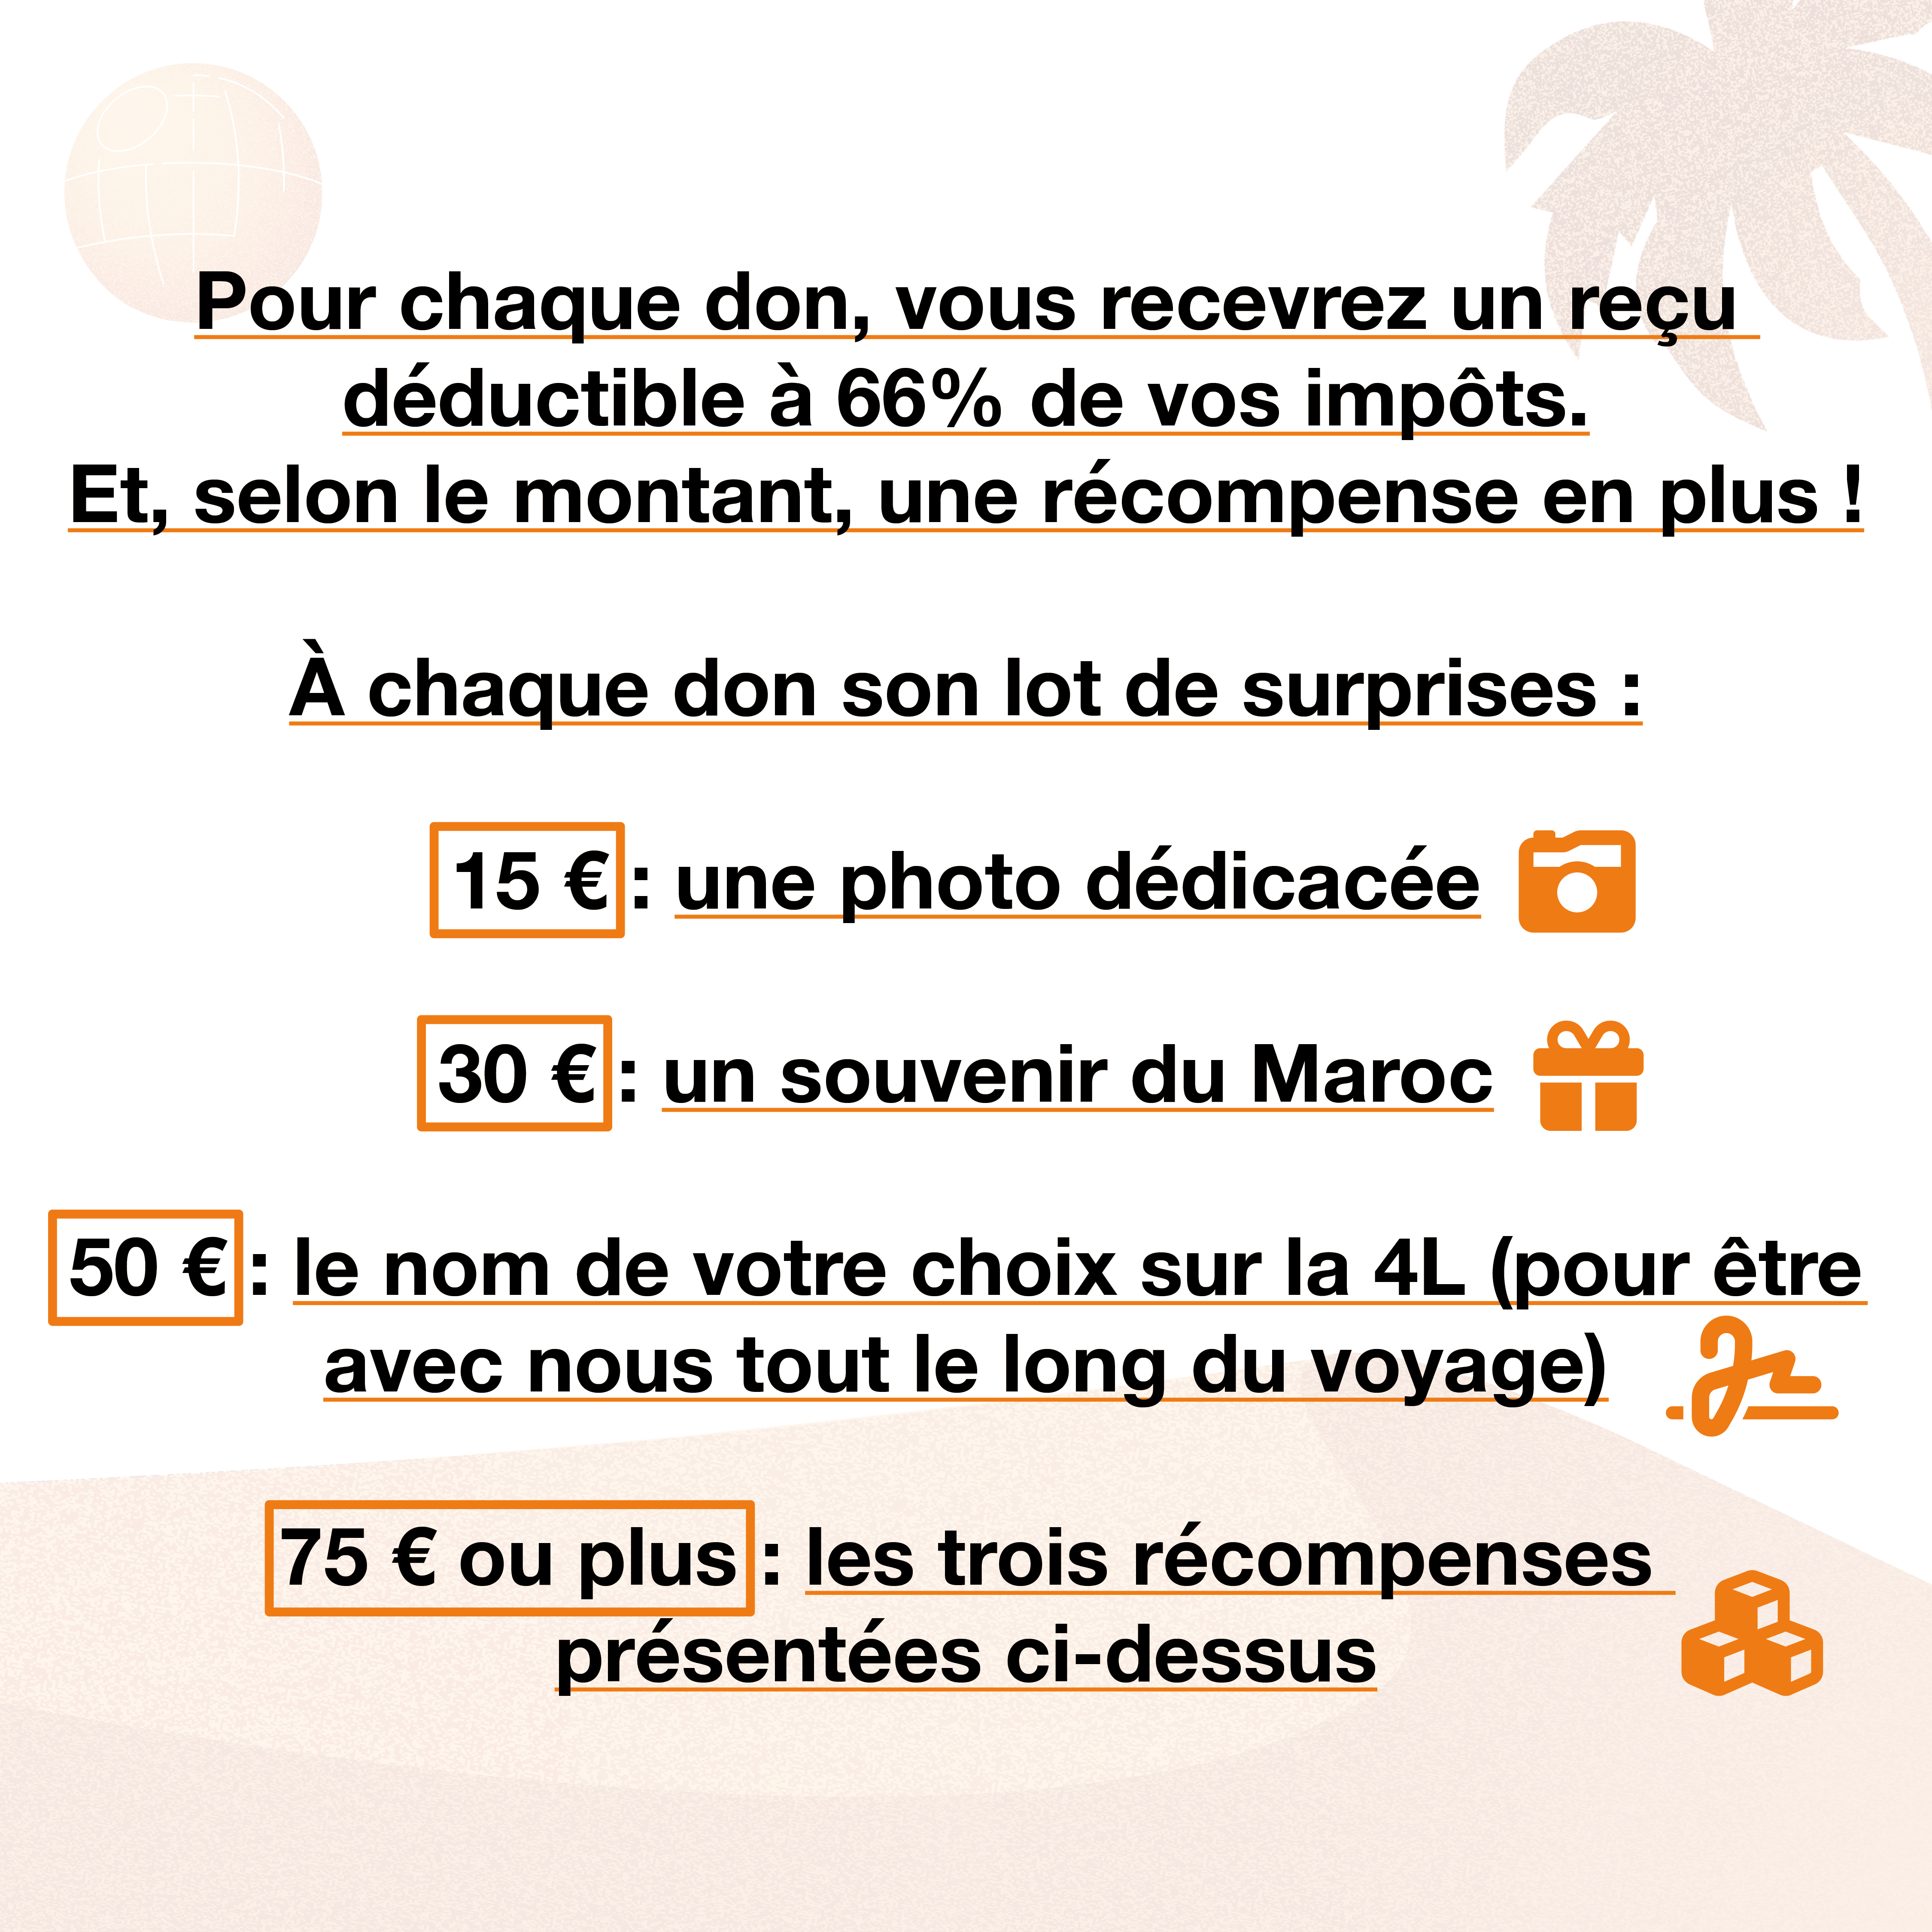 Pour chaque don, vous recevrez un reçu
déductible à 66% de vos impôts.
Et, selon le montant, une récompense en plus !
À chaque don son lot de surprises :
15 € : une photo dédicacée
30 € : un souvenir du Maroc
50 € : le nom de votre choix sur la 4L (pour être
avec nous tout le long du voyage)
75 € ou plus : les trois récompenses
présentées ci-dessus